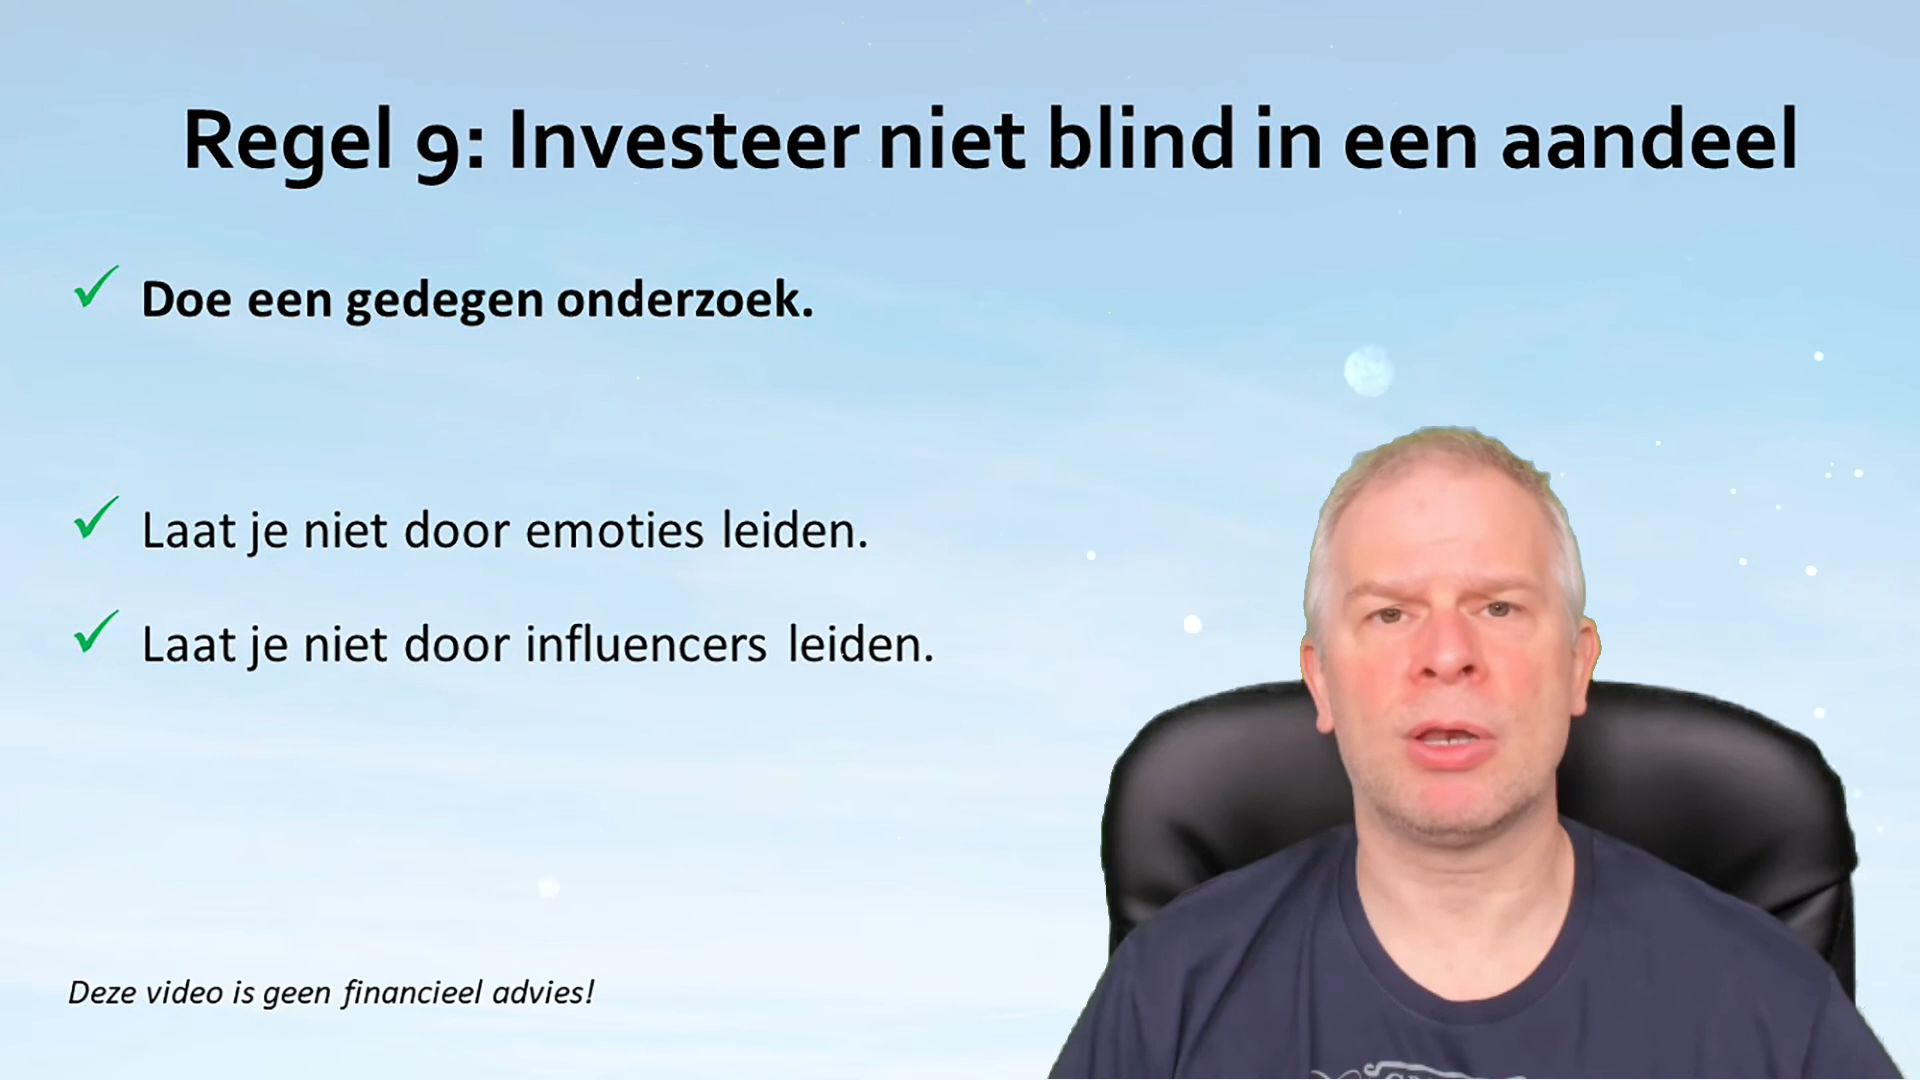 Regel 9: Investeer niet blind in een aandeel
Doe een gedegen onderzoek.
Laat je niet door emoties leiden.
Laat je niet door influencers leiden.
Deze video is geen financieel advies!